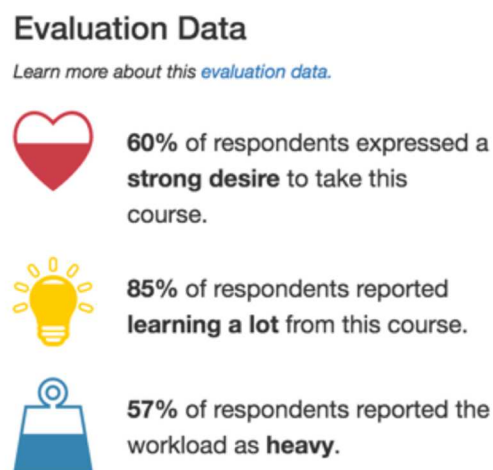 Evaluation Data
Learn more about this evaluation data.
60% of respondents expressed a
strong desire to take this
course.
85% of respondents reported
learning a lot from this course.
57% of respondents reported the
workload as heavy.